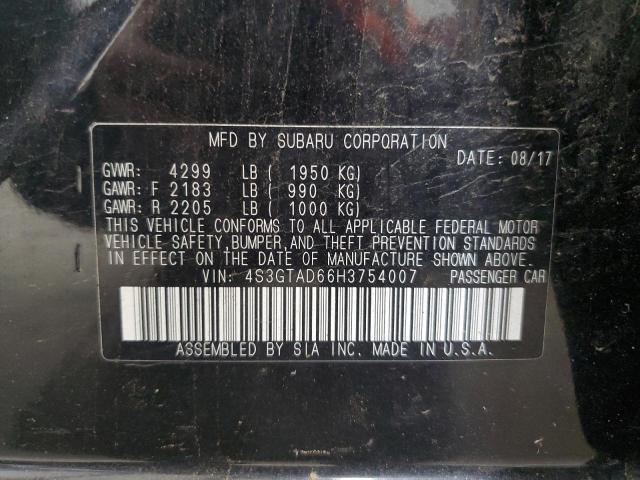 MFD BY SUBARU CORPORATION
DATE: 08/17
GVWR: 4299 LB ( 1950 KG)
GAWR: F 2183 LB ( 990 KG)
GAWR: R 2205 LB ( 1000 KG)
THIS VEHICLE CONFORMS TO ALL APPLICABLE FEDERAL MOTOR
VEHICLE SAFETY, BUMPER, AND THEFT PREVENTION STANDARDS
IN EFFECT ON THE DATE OF MANUFACTURE SHOWN ABOVE.
VIN: 4S3GTAD66H3754007 PASSENGER CAR
ASSEMBLED BY SIA INC. MADE IN U.S.A.